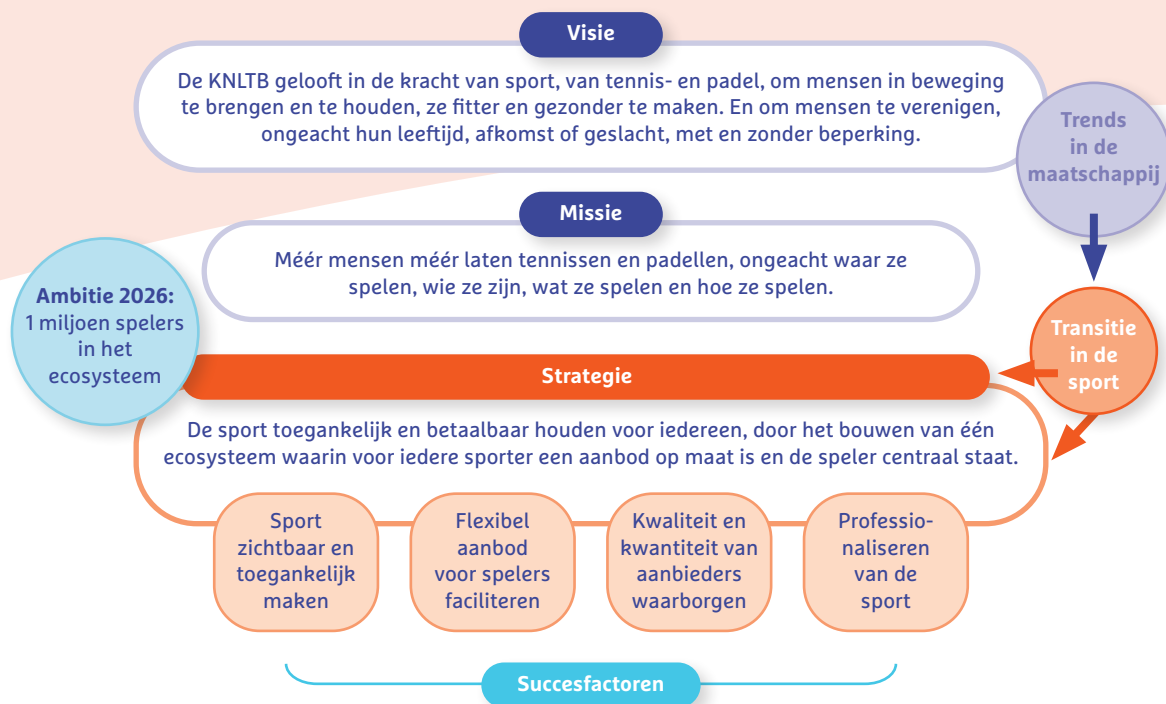 Visie
De KNLTB gelooft in de kracht van sport, van tennis- en padel, om mensen in beweging
te brengen en te houden, ze fitter en gezonder te maken. En om mensen te verenigen,
ongeacht hun leeftijd, afkomst of geslacht, met en zonder beperking.
Trends
in de
maatschappij
Missie
Méér mensen méér laten tennissen en padellen, ongeacht waar ze
spelen, wie ze zijn, wat ze spelen en hoe ze spelen.
Ambitie 2026:
1 miljoen spelers
in het
ecosysteem
Transitie
in de
sport
Strategie
De sport toegankelijk en betaalbaar houden voor iedereen, door het bouwen van één
ecosysteem waarin voor iedere sporter een aanbod op maat is en de speler centraal staat.
Sport
zichtbaar en
toegankelijk
maken
Flexibel
aanbod
voor spelers
faciliteren
Kwaliteit en
kwantiteit van
aanbieders
waarborgen
Professio-
naliseren
van de
sport
Succesfactoren